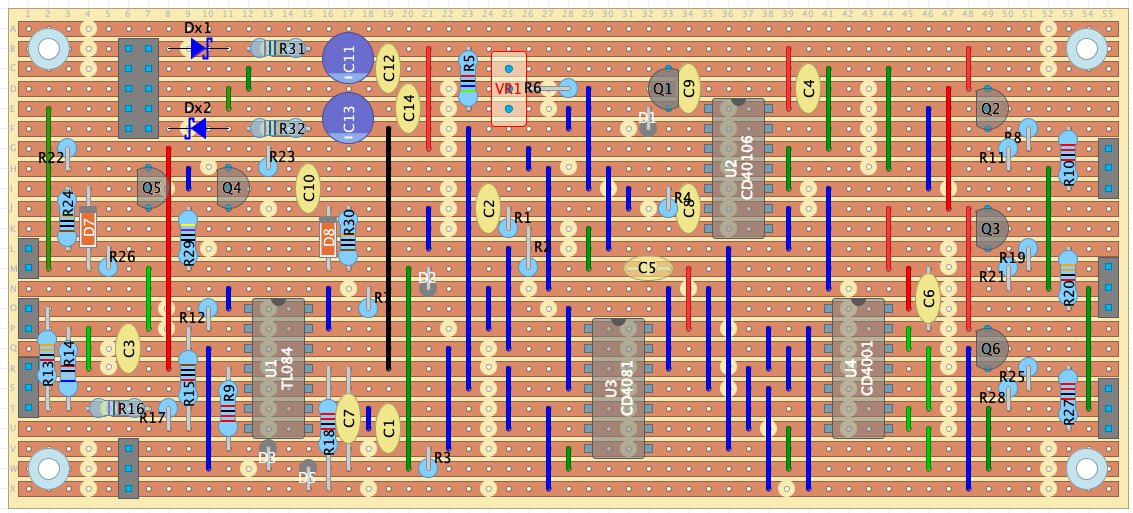 1 2 3 4 5 6 7 8 9 10 11 12 13 14 15 16 17 18 19 20 21 22 23 24 25 26 27 28 29 30 31 32 33 34 35 36 37 38 39 40 41 42 43 44 45 46 47 48 49 50 51 52 53 54 55
A
Dx1
B R31 C11 C12 R5
C
D VR1 R6 Q1 C9 C4
E Dx2 C13 C14 Q2
F R32 D1 R8
G R22 R23 R11 R10
H U2 CD40106
I Q5 Q4 C10
J R24 R30 C2 R4 C8
K D7 D8 R1 Q3
L R29 R2 R19
M R26 C5 R21
N D2 R20
O R12 C6
P
Q C3 Q6
R R13 R14 U1 TL084 U3 CD4081 U4 CD4001 R25
S R15 R9 R28
T R16 R17 C7 R27
U R18 C1
V D3 R3
W D5
X